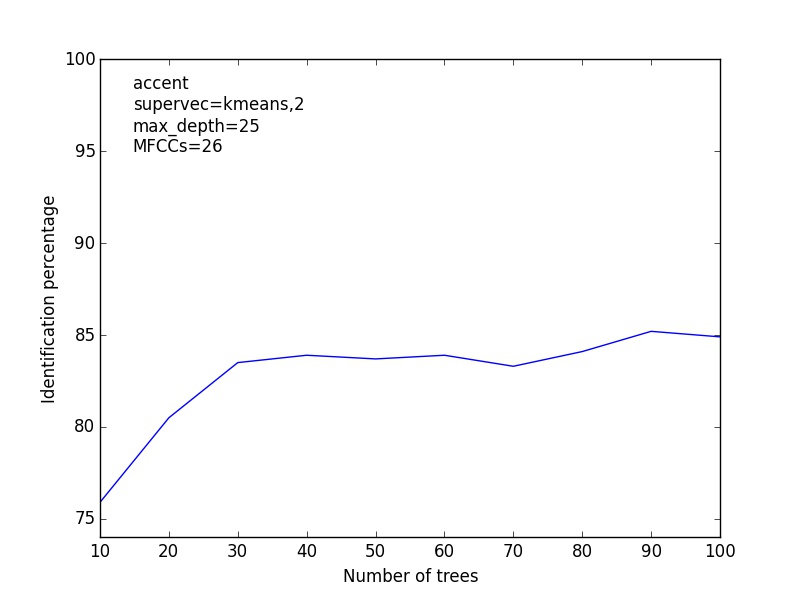 100
accent
supervec=kmeans,2
max_depth=25
MFCCs=26
95
90
85
80
75
Identification percentage
10 20 30 40 50 60 70 80 90 100
Number of trees